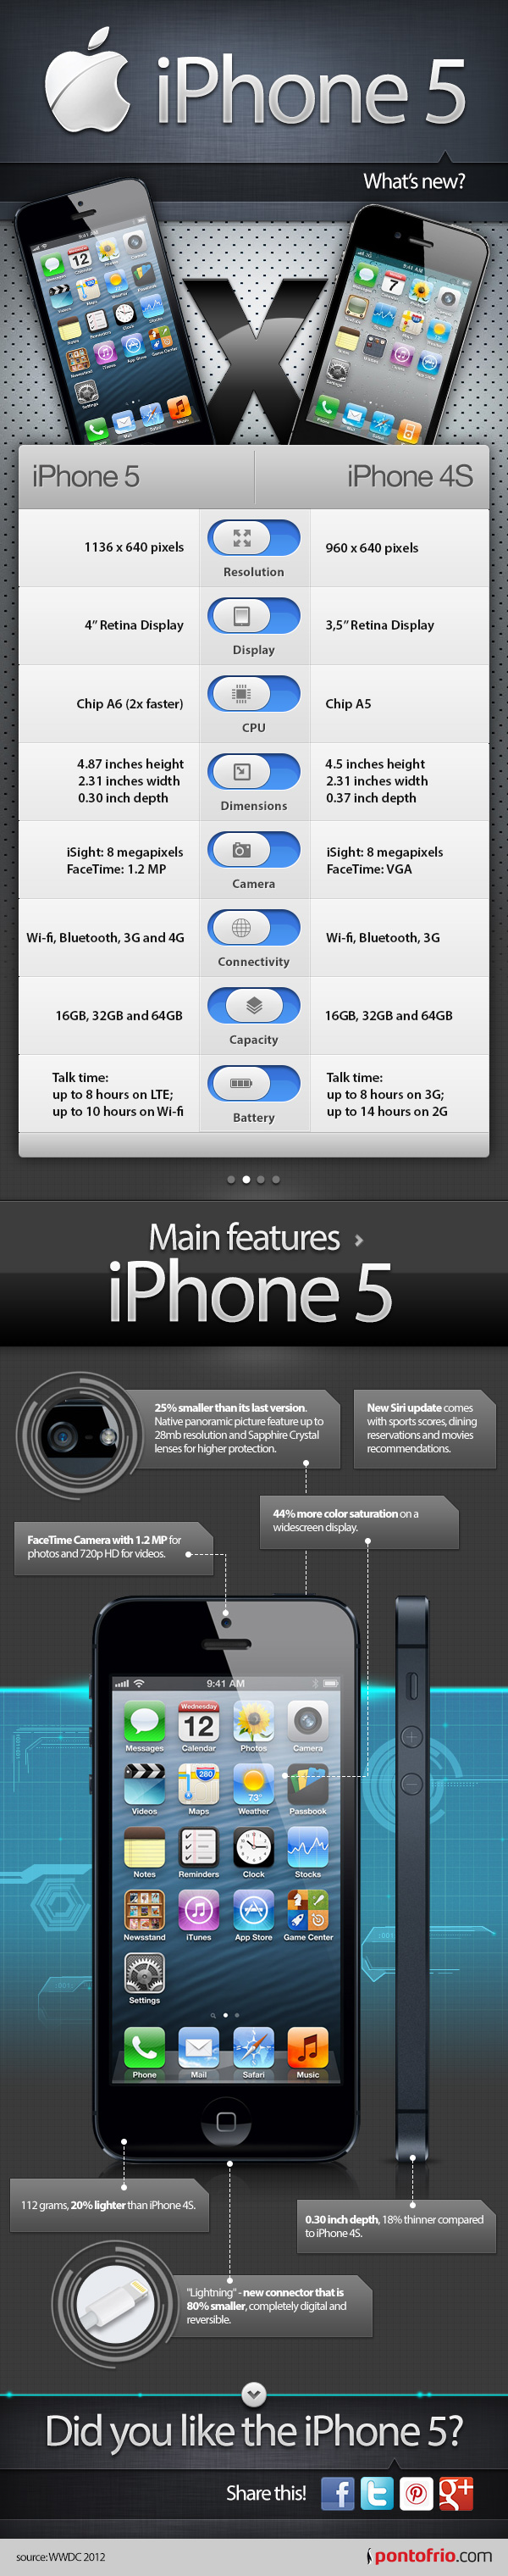 iPhone 5
What's new?
iPhone 5
iPhone 4S
1136 x 640 pixels
Resolution
960 x 640 pixels
4" Retina Display
Display
3,5" Retina Display
Chip A6 (2x faster)
CPU
Chip A5
4.87 inches height
2.31 inches width
0.30 inch depth
Dimensions
4.5 inches height
2.31 inches width
0.37 inch depth
iSight: 8 megapixels
FaceTime: 1.2 MP
Camera
iSight: 8 megapixels
FaceTime: VGA
Wi-fi, Bluetooth, 3G and 4G
Connectivity
Wi-fi, Bluetooth, 3G
16GB, 32GB and 64GB
Capacity
16GB, 32GB and 64GB
Talk time:
up to 8 hours on LTE;
up to 10 hours on Wi-fi
Battery
Talk time:
up to 8 hours on 3G;
up to 14 hours on 2G
Main features
iPhone 5
25% smaller than its last version.
Native panoramic picture feature up to
28mb resolution and Sapphire Crystal
lenses for higher protection.
New Siri update comes
with sports scores, dining
reservations and movies
recommendations.
44% more color saturation on a
widescreen display.
FaceTime Camera with 1.2 MP for
photos and 720p HD for videos.
9:41 AM
Wednesday
12
280
73°
Messages Calendar Photos Camera
Videos Maps Weather Passbook
Notes Reminders Clock Stocks
Newsstand iTunes App Store Game Center
Settings
Phone Mail Safari Music
112 grams, 20% lighter than iPhone 4S.
0.30 inch depth, 18% thinner compared
to iPhone 4S.
"Lightning" - new connector that is
80% smaller, completely digital and
reversible.
Did you like the iPhone 5?
Share this!
source: WWDC 2012
pontofrio.com